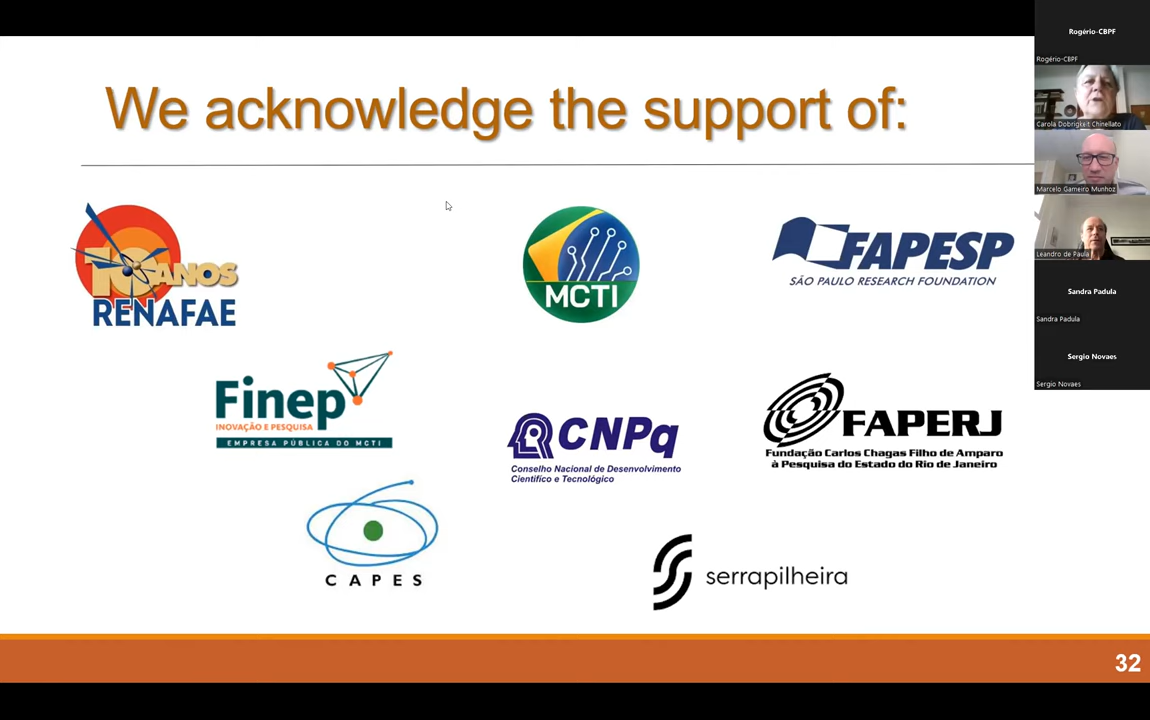 We acknowledge the support of:
10 ANOS
RENAFAE
MCTI
FAPESP
SÃO PAULO RESEARCH FOUNDATION
Finep
INOVAÇÃO E PESQUISA
EMPRESA PÚBLICA DO MCTI
CNPq
Conselho Nacional de Desenvolvimento
Científico e Tecnológico
FAPERJ
Fundação Carlos Chagas Filho de Amparo
à Pesquisa do Estado do Rio de Janeiro
CAPES
serrapilheira
32
Rogério-CBPF
Rogério-CBPF
Carola Dobrigkeit Chinellato
Marcelo Gameiro Munhoz
Leandro de Paula
Sandra Padula
Sandra Padula
Sergio Novaes
Sergio Novaes